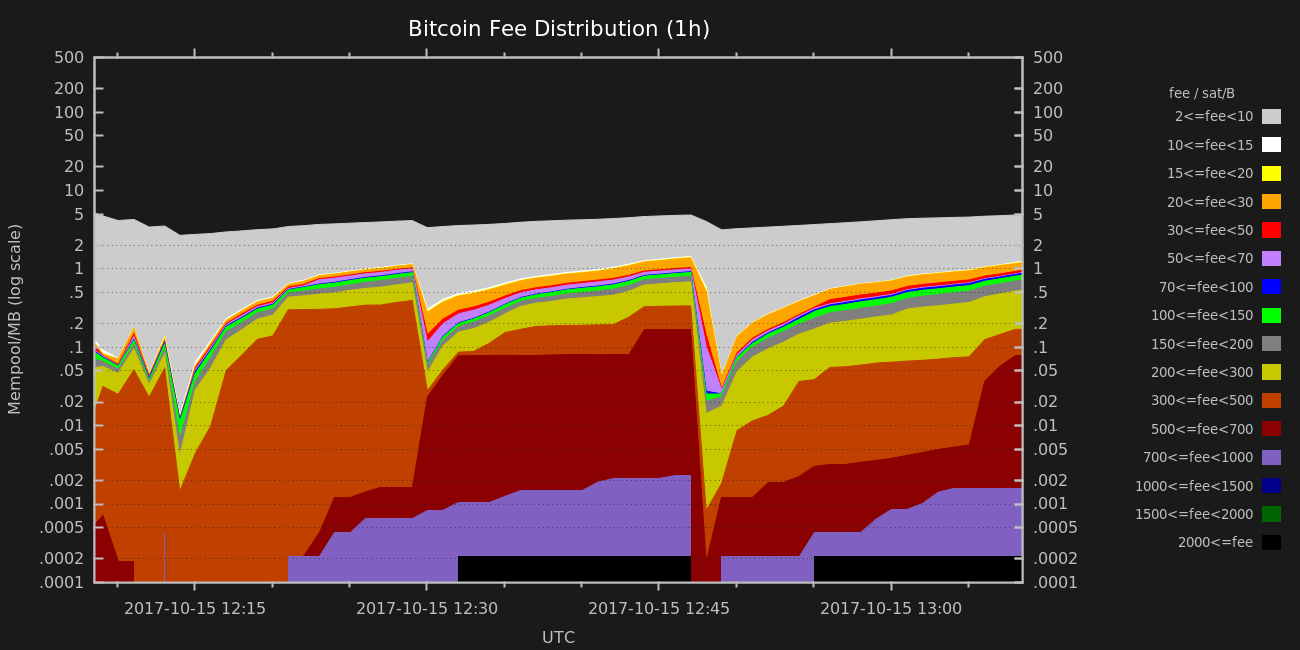 Bitcoin Fee Distribution (1h)
500 500
200 200
100 100
50 50
20 20
10 10
5 5
2 2
1 1
.5 .5
.2 .2
.1 .1
.05 .05
.02 .02
.01 .01
.005 .005
.002 .002
.001 .001
.0005 .0005
.0002 .0002
.0001 .0001
Mempool/MB (log scale)
2017-10-15 12:15 2017-10-15 12:30 2017-10-15 12:45 2017-10-15 13:00
UTC
fee / sat/B
2<=fee<10
10<=fee<15
15<=fee<20
20<=fee<30
30<=fee<50
50<=fee<70
70<=fee<100
100<=fee<150
150<=fee<200
200<=fee<300
300<=fee<500
500<=fee<700
700<=fee<1000
1000<=fee<1500
1500<=fee<2000
2000<=fee